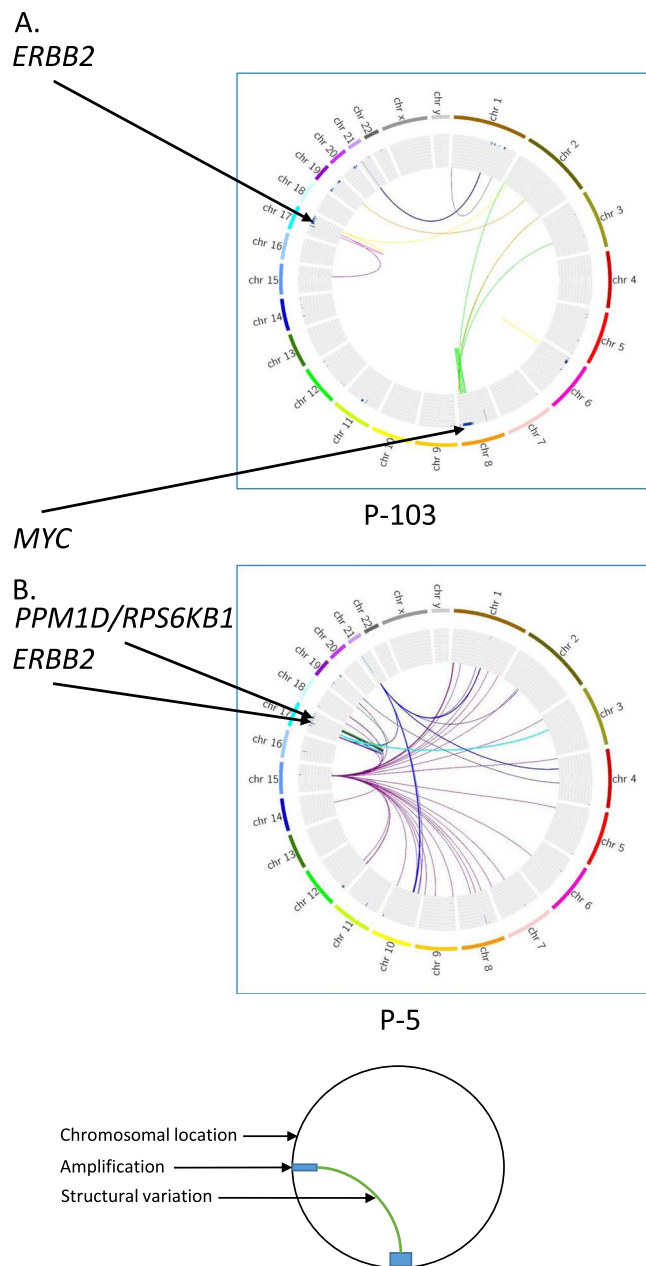 A.
ERBB2
chr 1
chr 2
chr 3
chr 4
chr 5
chr 6
chr 7
chr 8
chr 9
chr 10
chr 11
chr 12
chr 13
chr 14
chr 15
chr 16
chr 17
chr 18
chr 19
chr 20
chr 21
chr 22
chr x
chr y
MYC
P-103
B.
PPM1D/RPS6KB1
ERBB2
chr 1
chr 2
chr 3
chr 4
chr 5
chr 6
chr 7
chr 8
chr 9
chr 10
chr 11
chr 12
chr 13
chr 14
chr 15
chr 16
chr 17
chr 18
chr 19
chr 20
chr 21
chr 22
chr x
chr y
P-5
Chromosomal location
Amplification
Structural variation